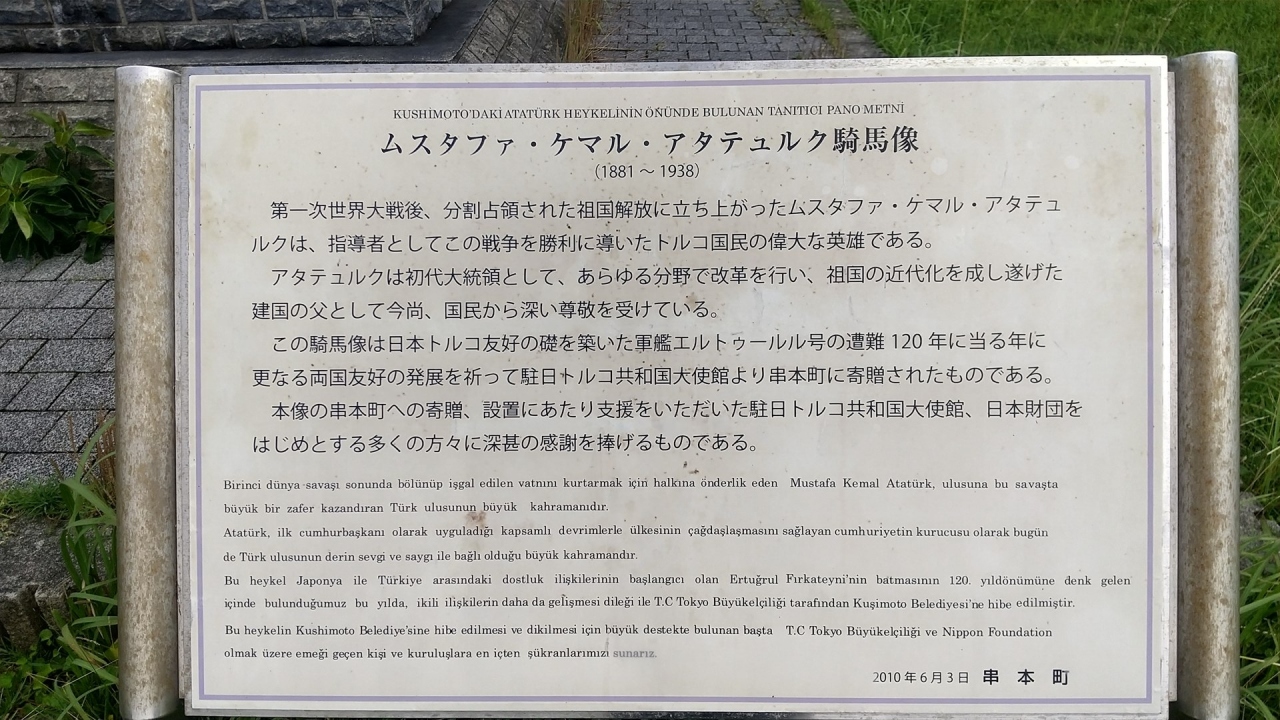 KUSHİMOTO'DAKİ ATATÜRK HEYKELİNİN ÖNÜNDE BULUNAN TANITICI PANO METNİ
ムスタファ・ケマル・アタテュルク騎馬像
(1881 ～ 1938)
第一次世界大戦後、分割占領された祖国解放に立ち上がったムスタファ・ケマル・アタテュ
ルクは、指導者としてこの戦争を勝利に導いたトルコ国民の偉大な英雄である。
アタテュルクは初代大統領として、あらゆる分野で改革を行い、祖国の近代化を成し遂げた
建国の父として今尚、国民から深い尊敬を受けている。
この騎馬像は日本トルコ友好の礎を築いた軍艦エルトゥールル号の遭難 120 年に当る年に
更なる両国友好の発展を祈って駐日トルコ共和国大使館より串本町に寄贈されたものである。
本像の串本町への寄贈、設置にあたり支援をいただいた駐日トルコ共和国大使館、日本財団を
はじめとする多くの方々に深甚の感謝を捧げるものである。
Birinci dünya savaşı sonunda bölünüp işgal edilen vatnını kurtarmak için halkına önderlik eden Mustafa Kemal Atatürk, ulusuna bu savaşta
büyük bir zafer kazandıran Türk ulusunun büyük kahramanıdır.
Atatürk, ilk cumhurbaşkanı olarak uyguladığı kapsamlı devrimlerle ülkesinin çağdaşlaşmasını sağlayan cumhuriyetin kurucusu olarak bugün
de Türk ulusunun derin sevgi ve saygı ile bağlı olduğu büyük kahramandır.
Bu heykel Japonya ile Türkiye arasındaki dostluk ilişkilerinin başlangıcı olan Ertuğrul Fırkateyni'nin batmasının 120. yıldönümüne denk gelen
içinde bulunduğumuz bu yılda, ikili ilişkilerin daha da gelişmesi dileği ile T.C Tokyo Büyükelçiliği tarafından Kuşimoto Belediyesi'ne hibe edilmiştir.
Bu heykelin Kushimoto Belediye'sine hibe edilmesi ve dikilmesi için büyük destekte bulunan başta T.C Tokyo Büyükelçiliği ve Nippon Foundation
olmak üzere emeği geçen kişi ve kuruluşlara en içten şükranlarımızı sunarız.
2010 年 6 月 3 日 串 本 町